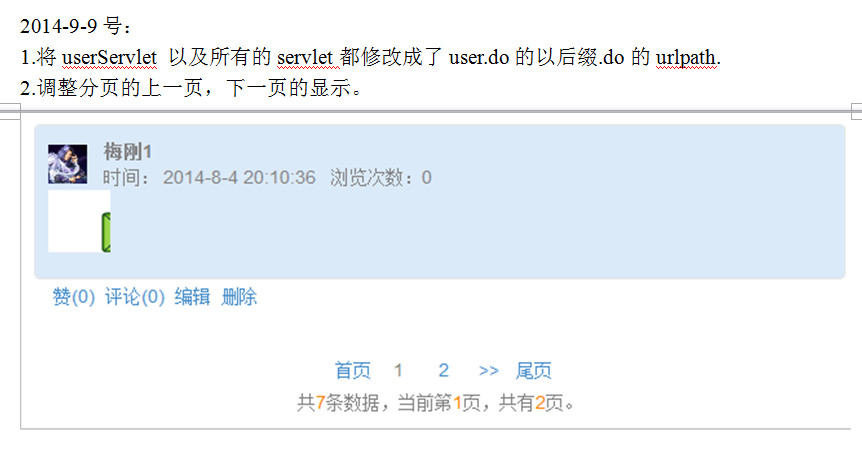 2014-9-9 号：
1.将 userServlet 以及所有的 servlet 都修改成了 user.do 的以后缀.do 的 urlpath.
2.调整分页的上一页，下一页的显示。
梅刚1
时间： 2014-8-4 20:10:36 浏览次数：0
赞(0) 评论(0) 编辑 删除
首页 1 2 >> 尾页
共7条数据，当前第1页，共有2页。